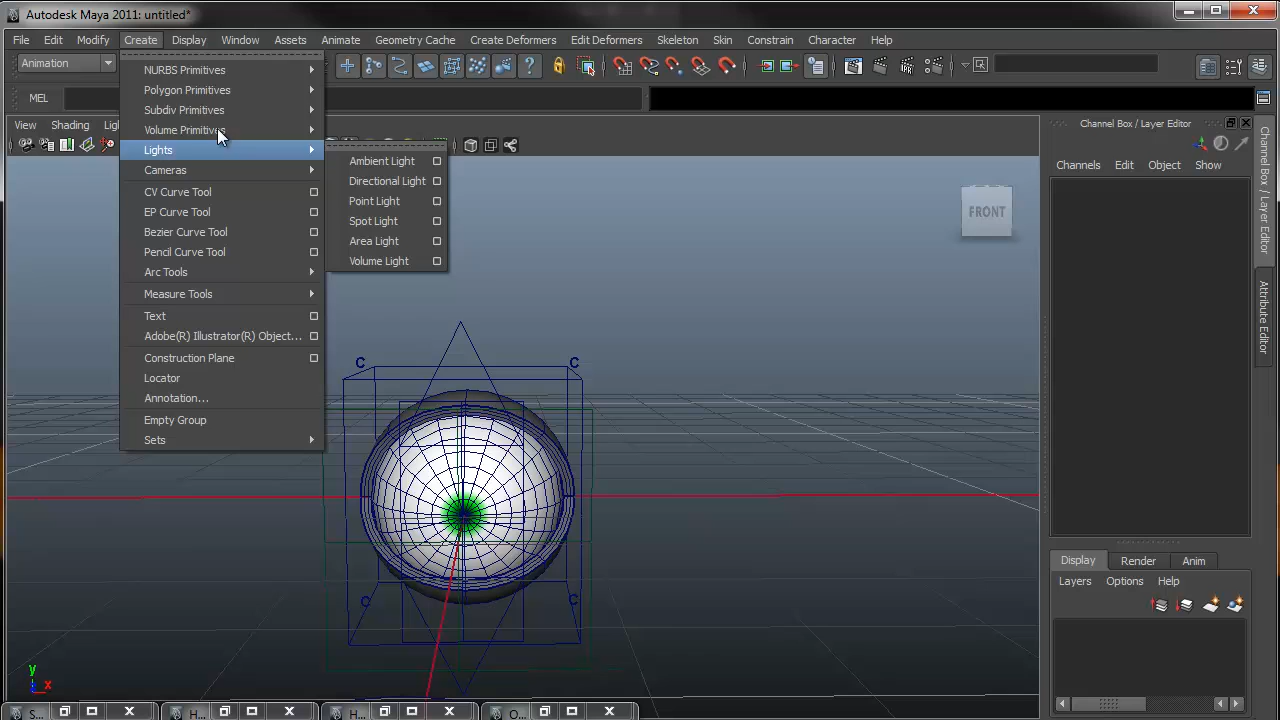 Autodesk Maya 2011: untitled*
File Edit Modify Create Display Window Assets Animate Geometry Cache Create Deformers Edit Deformers Skeleton Skin Constrain Character Help
Animation
MEL
View Shading
Channel Box / Layer Editor
Channels Edit Object Show
NURBS Primitives
Polygon Primitives
Subdiv Primitives
Volume Primitives
Lights
Cameras
CV Curve Tool
EP Curve Tool
Bezier Curve Tool
Pencil Curve Tool
Arc Tools
Measure Tools
Text
Adobe(R) Illustrator(R) Object...
Construction Plane
Locator
Annotation...
Empty Group
Sets
Ambient Light
Directional Light
Point Light
Spot Light
Area Light
Volume Light
FRONT
C C
C C
y
x
Channel Box / Layer Editor
Attribute Editor
Display Render Anim
Layers Options Help
S... H... H... O...